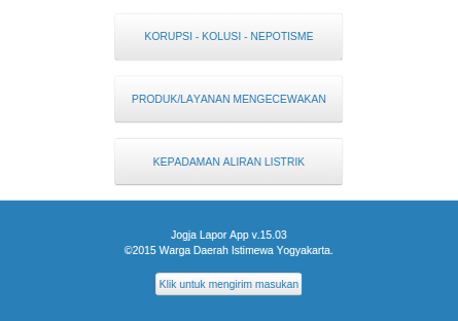 KORUPSI - KOLUSI - NEPOTISME
PRODUK/LAYANAN MENGECEWAKAN
KEPADAMAN ALIRAN LISTRIK
Jogja Lapor App v.15.03
©2015 Warga Daerah Istimewa Yogyakarta.
Klik untuk mengirim masukan